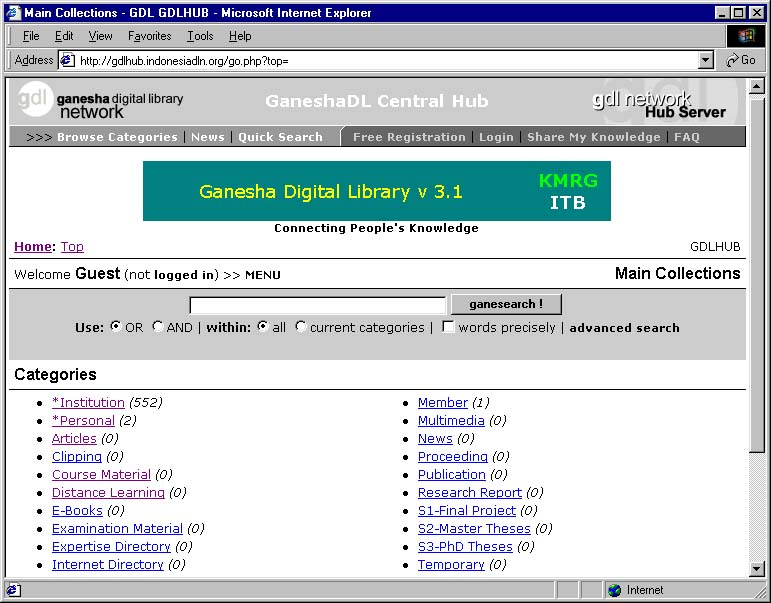 Main Collections - GDL GDLHUB - Microsoft Internet Explorer
File Edit View Favorites Tools Help
Address http://gdlhub.indonesiadln.org/go.php?top= Go
gdl ganesha digital library network
GaneshaDL Central Hub
gdl network Hub Server
>>> Browse Categories | News | Quick Search Free Registration | Login | Share My Knowledge | FAQ
Ganesha Digital Library v 3.1
KMRG
ITB
Connecting People's Knowledge
Home: Top GDLHUB
Welcome Guest (not logged in) >> MENU Main Collections
ganesearch !
Use: OR AND | within: all current categories | words precisely | advanced search
Categories
*Institution (552)
*Personal (2)
Articles (0)
Clipping (0)
Course Material (0)
Distance Learning (0)
E-Books (0)
Examination Material (0)
Expertise Directory (0)
Internet Directory (0)
Member (1)
Multimedia (0)
News (0)
Proceeding (0)
Publication (0)
Research Report (0)
S1-Final Project (0)
S2-Master Theses (0)
S3-PhD Theses (0)
Temporary (0)
Internet